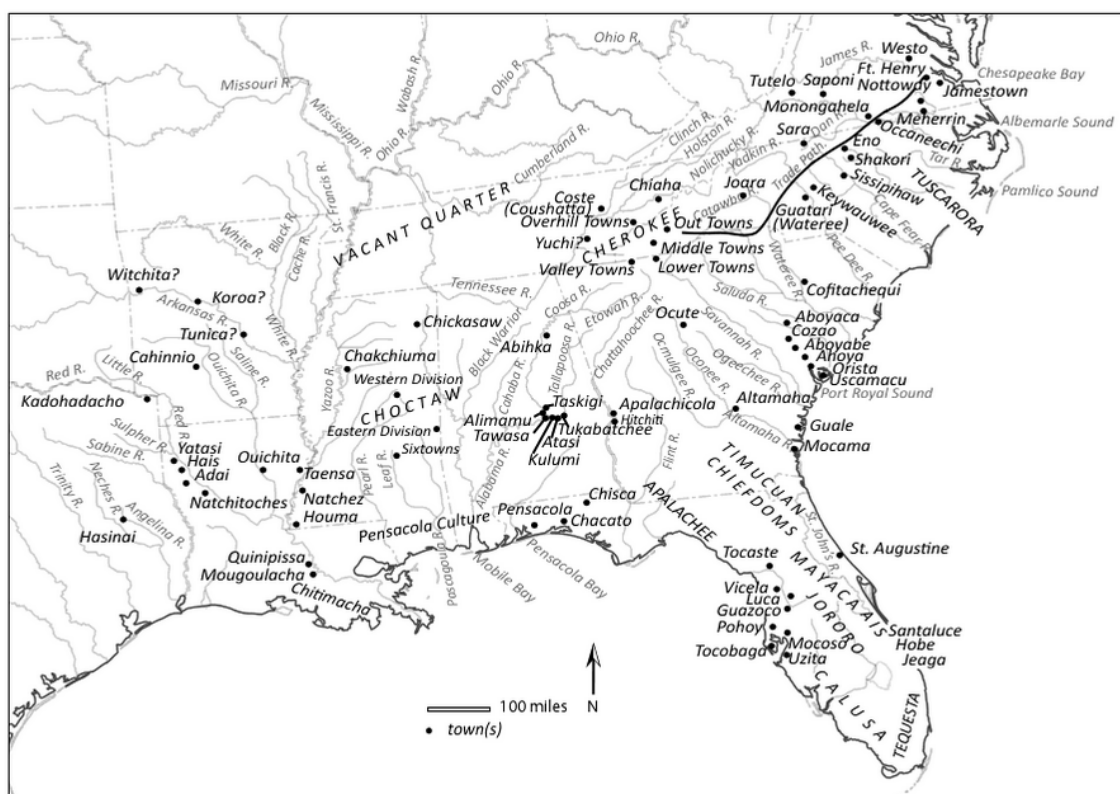 Ohio R.
Westo
James R.
Ft. Henry
Chesapeake Bay
Missouri R.
Wabash R.
Ohio R.
Tutelo
Saponi
Nottoway
Jamestown
Monongahela
Meherrin
Mississippi R.
Clinch R.
Holston R.
Dan R.
Occaneechi
Albemarle Sound
Sara
Nolichucky R.
Yadkin R.
Trade Path
Eno
Ohio R.
Cumberland R.
Shakori
Tar R.
St. Francis R.
Chiaha
Joara
Sissipihaw
TUSCARORA
Pamlico Sound
VACANT QUARTER
Coste
(Coushatta)
Catawba R.
Keywauwee
Guatari
(Wateree)
Cape Fear R.
Black R.
Overhill Towns
CHEROKEE
Out Towns
White R.
Cache R.
Yuchi?
Middle Towns
Pee Dee R.
Valley Towns
Lower Towns
Wateree R.
Witchita?
Tennessee R.
Saluda R.
Cofitachequi
Koroa?
Arkansas R.
Coosa R.
Etowah R.
Chattahoochee R.
Ocute
Savannah R.
Aboyaca
Tunica?
White R.
Chickasaw
Black Warrior
Abihka
Cozao
Aboyabe
Cahinnio
Saline R.
Ouichita R.
Chakchiuma
Tallapoosa R.
Ocmulgee R.
Oconee R.
Ogeechee R.
Ahoya
Orista
Uscamacu
Red R.
Little R.
Yazoo R.
Western Division
Cahaba R.
Port Royal Sound
Kadohadacho
CHOCTAW
Taskigi
Apalachicola
Altamaha
Alimamu
Hitchiti
Tawasa
Tukabatchee
Eastern Division
Atasi
Altamaha R.
Guale
Sulpher R.
Red R.
Kulumi
Mocama
Sabine R.
Yatasi
Hais
Ouichita
Sixtowns
Flint R.
TIMUCUAN
CHIEFDOMS
Adai
Taensa
Pearl R.
Leaf R.
Alabama R.
Trinity R.
Neches R.
Angelina R.
Natchitoches
Natchez
Chisca
APALACHEE
Houma
Pensacola Culture
Pensacola
Chacato
St. John's R.
Hasinai
Pascagoula R.
Pensacola Bay
St. Augustine
Quinipissa
Mobile Bay
Tocaste
MAYACA
AIS
Mougoulacha
Chitimacha
Vicela
Luca
JORORO
Guazoco
Santaluce
Pohoy
Mocoso
Hobe
Tocobaga
Uzita
Jeaga
CALUSA
TEQUESTA
100 miles
N
town(s)